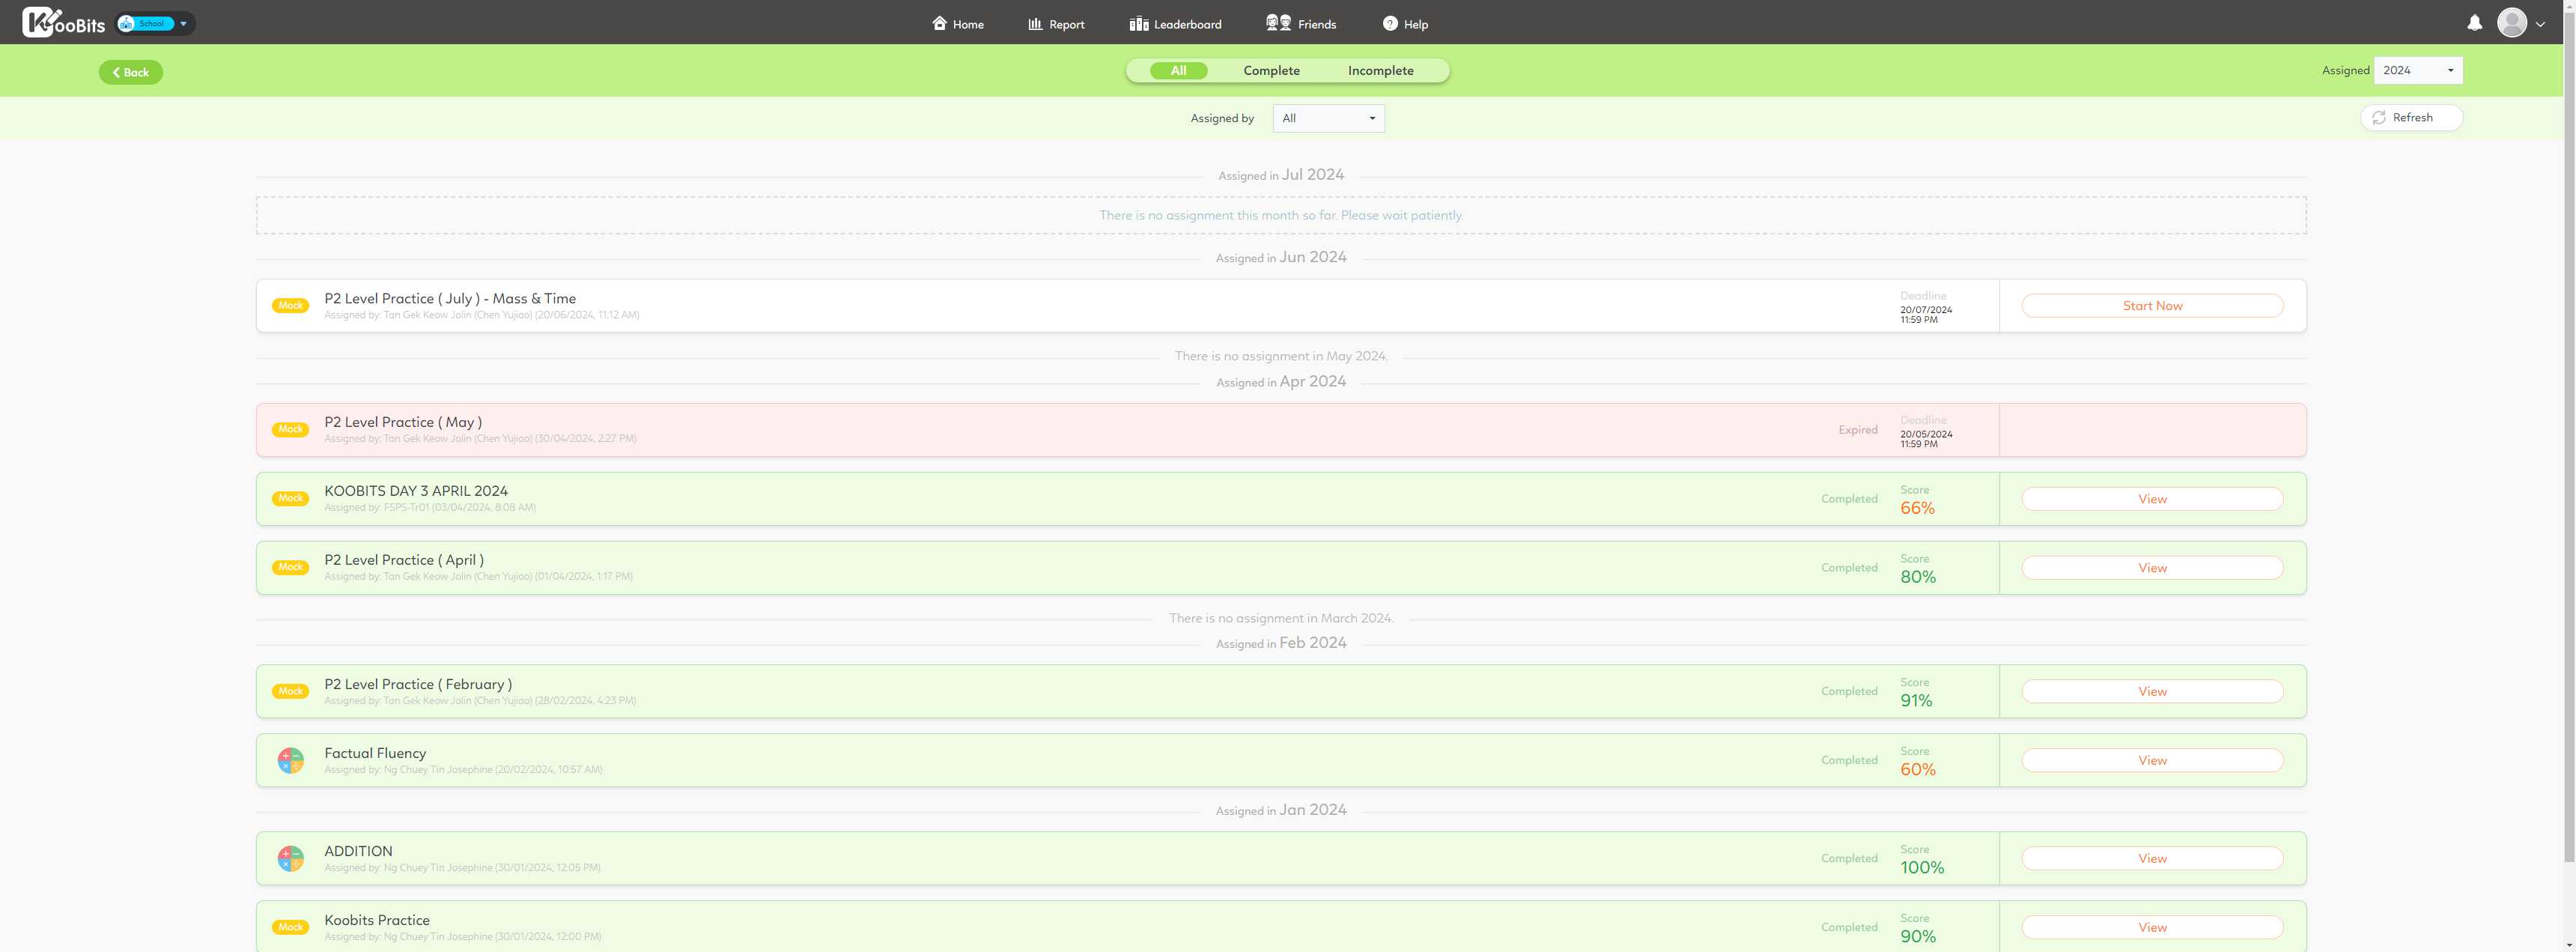 KooBits School Home Report Leaderboard Friends Help
Back All Complete Incomplete Assigned 2024
Assigned by All Refresh
Assigned in Jul 2024
There is no assignment this month so far. Please wait patiently.
Assigned in Jun 2024
Mock P2 Level Practice ( July ) - Mass & Time
Assigned by: Tan Gek Keow Jolin (Chen Yujiao) (20/06/2024, 11:12 AM)
Deadline
20/07/2024
11:59 PM
Start Now
There is no assignment in May 2024.
Assigned in Apr 2024
Mock P2 Level Practice ( May )
Assigned by: Tan Gek Keow Jolin (Chen Yujiao) (30/04/2024, 2:27 PM)
Expired
Deadline
20/05/2024
11:59 PM
Mock KOOBITS DAY 3 APRIL 2024
Assigned by: FSPS-Tr01 (03/04/2024, 8:08 AM)
Completed
Score
66%
View
Mock P2 Level Practice ( April )
Assigned by: Tan Gek Keow Jolin (Chen Yujiao) (01/04/2024, 1:17 PM)
Completed
Score
80%
View
There is no assignment in March 2024.
Assigned in Feb 2024
Mock P2 Level Practice ( February )
Assigned by: Tan Gek Keow Jolin (Chen Yujiao) (28/02/2024, 4:23 PM)
Completed
Score
91%
View
Factual Fluency
Assigned by: Ng Chuey Tin Josephine (20/02/2024, 10:57 AM)
Completed
Score
60%
View
Assigned in Jan 2024
ADDITION
Assigned by: Ng Chuey Tin Josephine (30/01/2024, 12:05 PM)
Completed
Score
100%
View
Mock Koobits Practice
Assigned by: Ng Chuey Tin Josephine (30/01/2024, 12:00 PM)
Completed
Score
90%
View